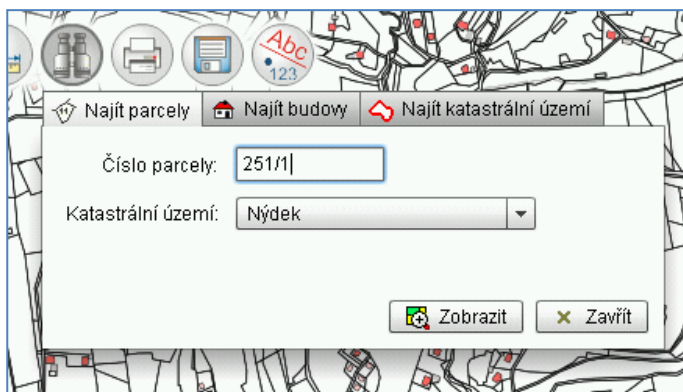 Abc
123
Najít parcely Najít budovy Najít katastrální území
Číslo parcely: 251/1
Katastrální území: Nýdek
Zobrazit Zavřít